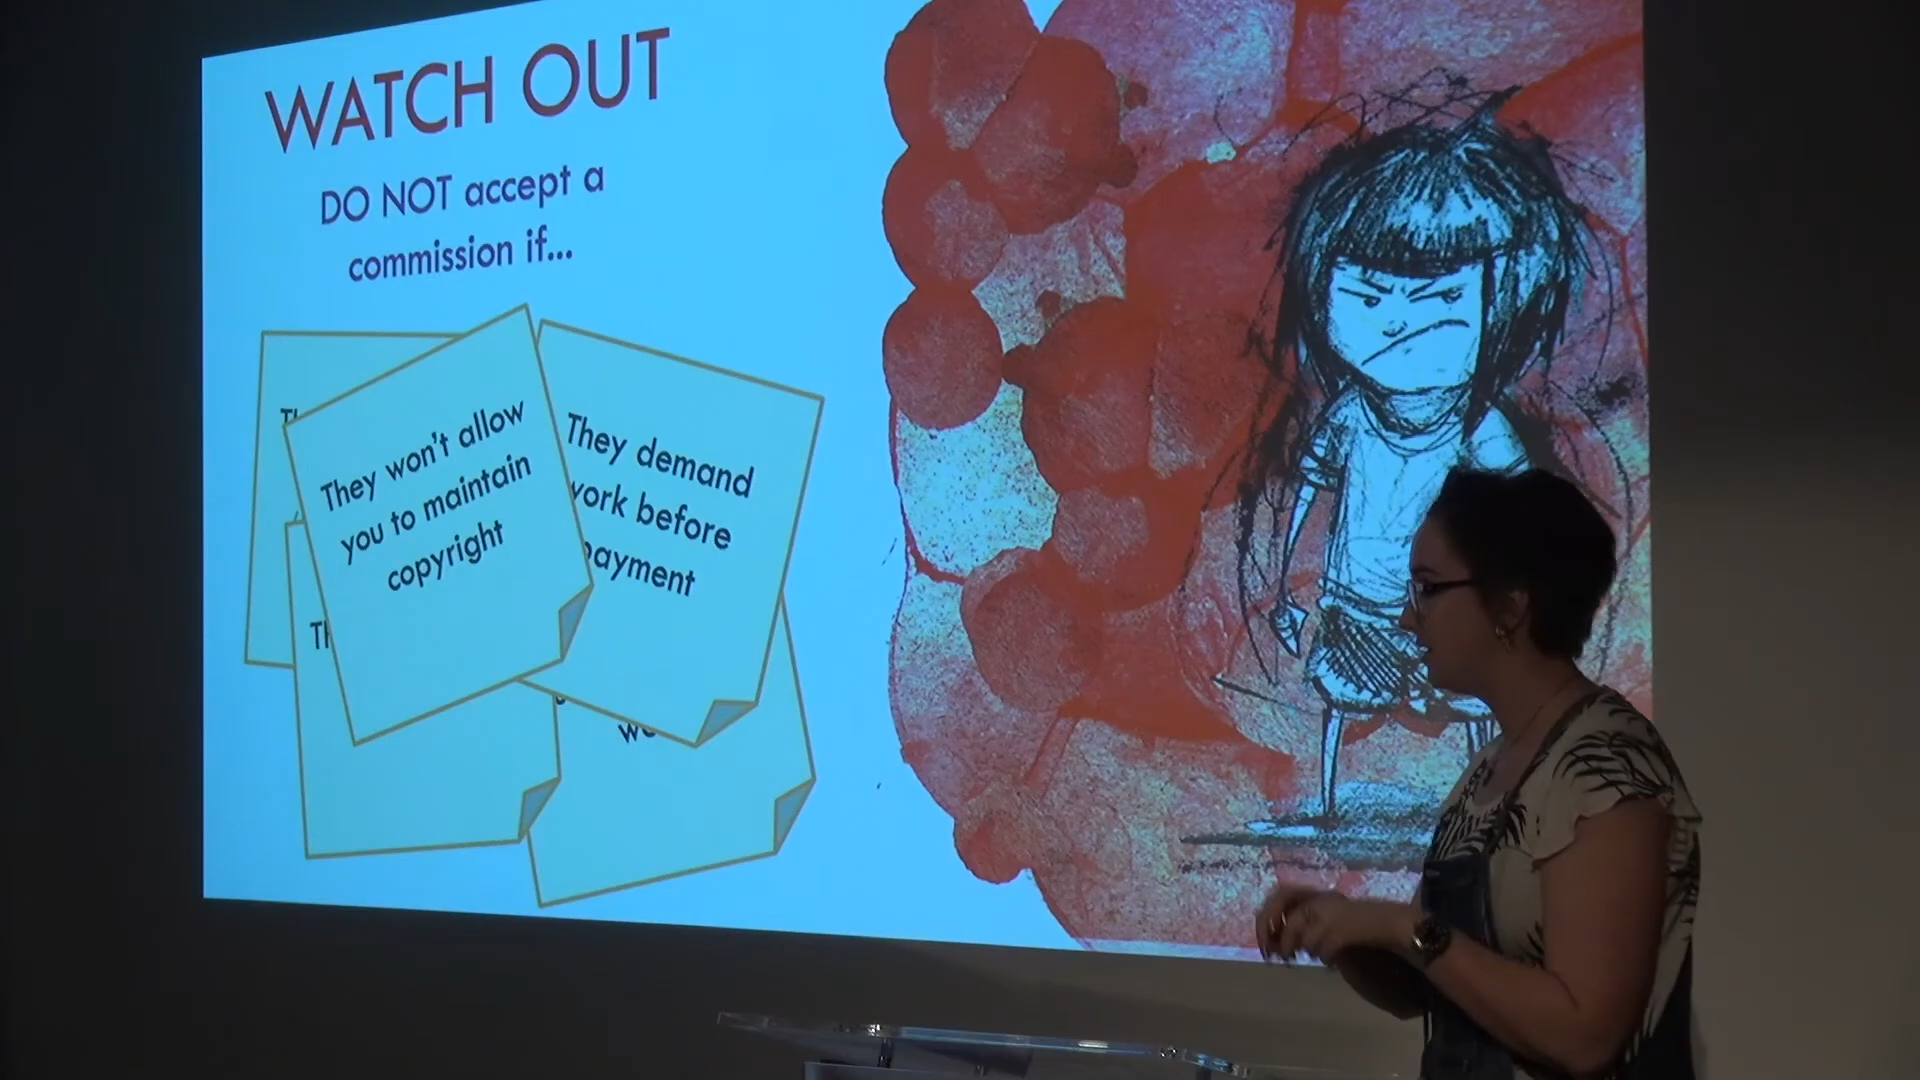 WATCH OUT
DO NOT accept a
commission if...
They won't allow
you to maintain
copyright
They demand
work before
payment